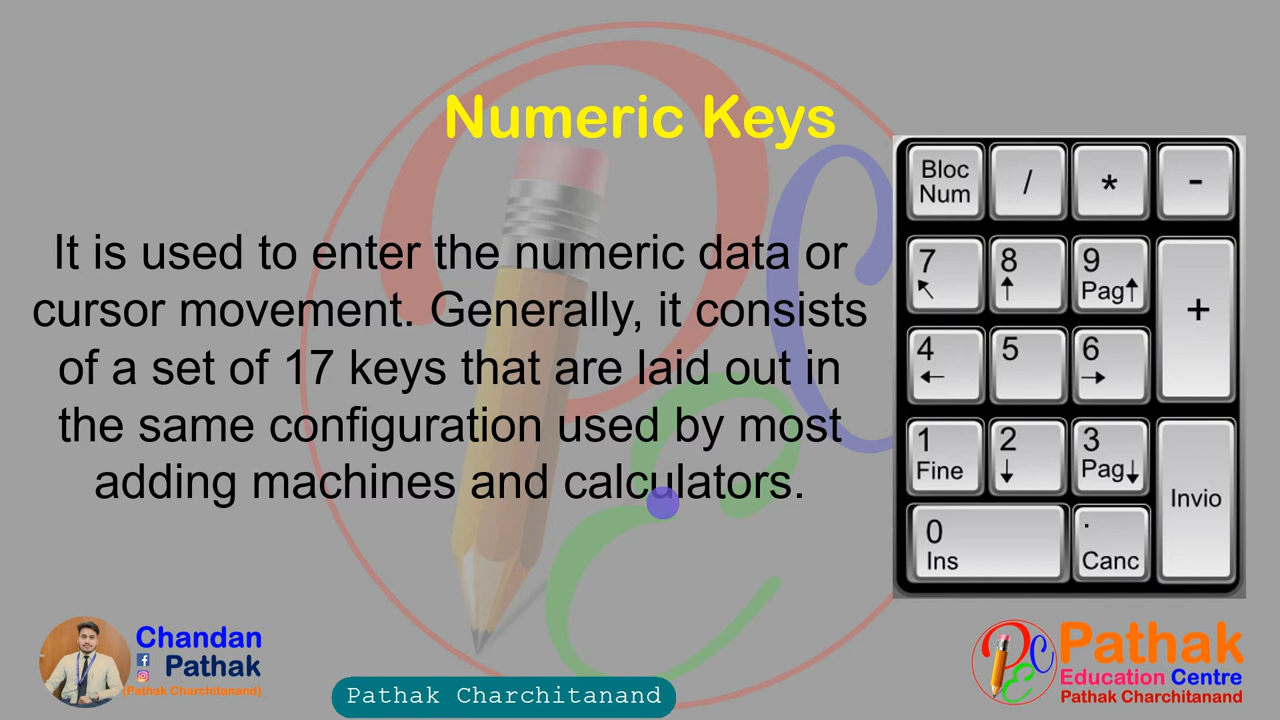 Numeric Keys
It is used to enter the numeric data or
cursor movement. Generally, it consists
of a set of 17 keys that are laid out in
the same configuration used by most
adding machines and calculators.
Bloc
Num
/
*
-
7
8
9
Pag
+
4
5
6
1
Fine
2
3
Pag
Invio
0
Ins
.
Canc
Chandan
Pathak
(Pathak Charchitanand)
Pathak Charchitanand
Pathak
Education Centre
Pathak Charchitanand